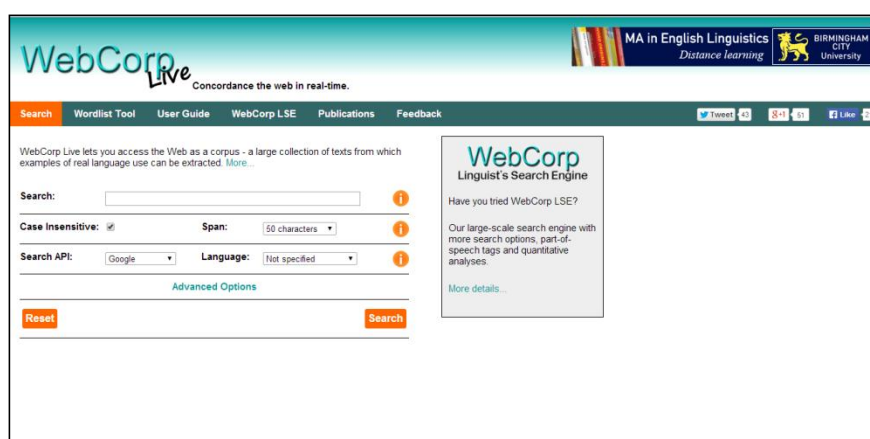 WebCorp
Live
Concordance the web in real-time.
MA in English Linguistics
Distance learning
BIRMINGHAM
CITY
University
Search Wordlist Tool User Guide WebCorp LSE Publications Feedback
Tweet 43 g+1 51 Like 2
WebCorp Live lets you access the Web as a corpus - a large collection of texts from which
examples of real language use can be extracted. More...
Search:
Case Insensitive: Span: 50 characters
Search API: Google Language: Not specified
Advanced Options
Reset Search
WebCorp
Linguist's Search Engine
Have you tried WebCorp LSE?
Our large-scale search engine with
more search options, part-of-
speech tags and quantitative
analyses.
More details...